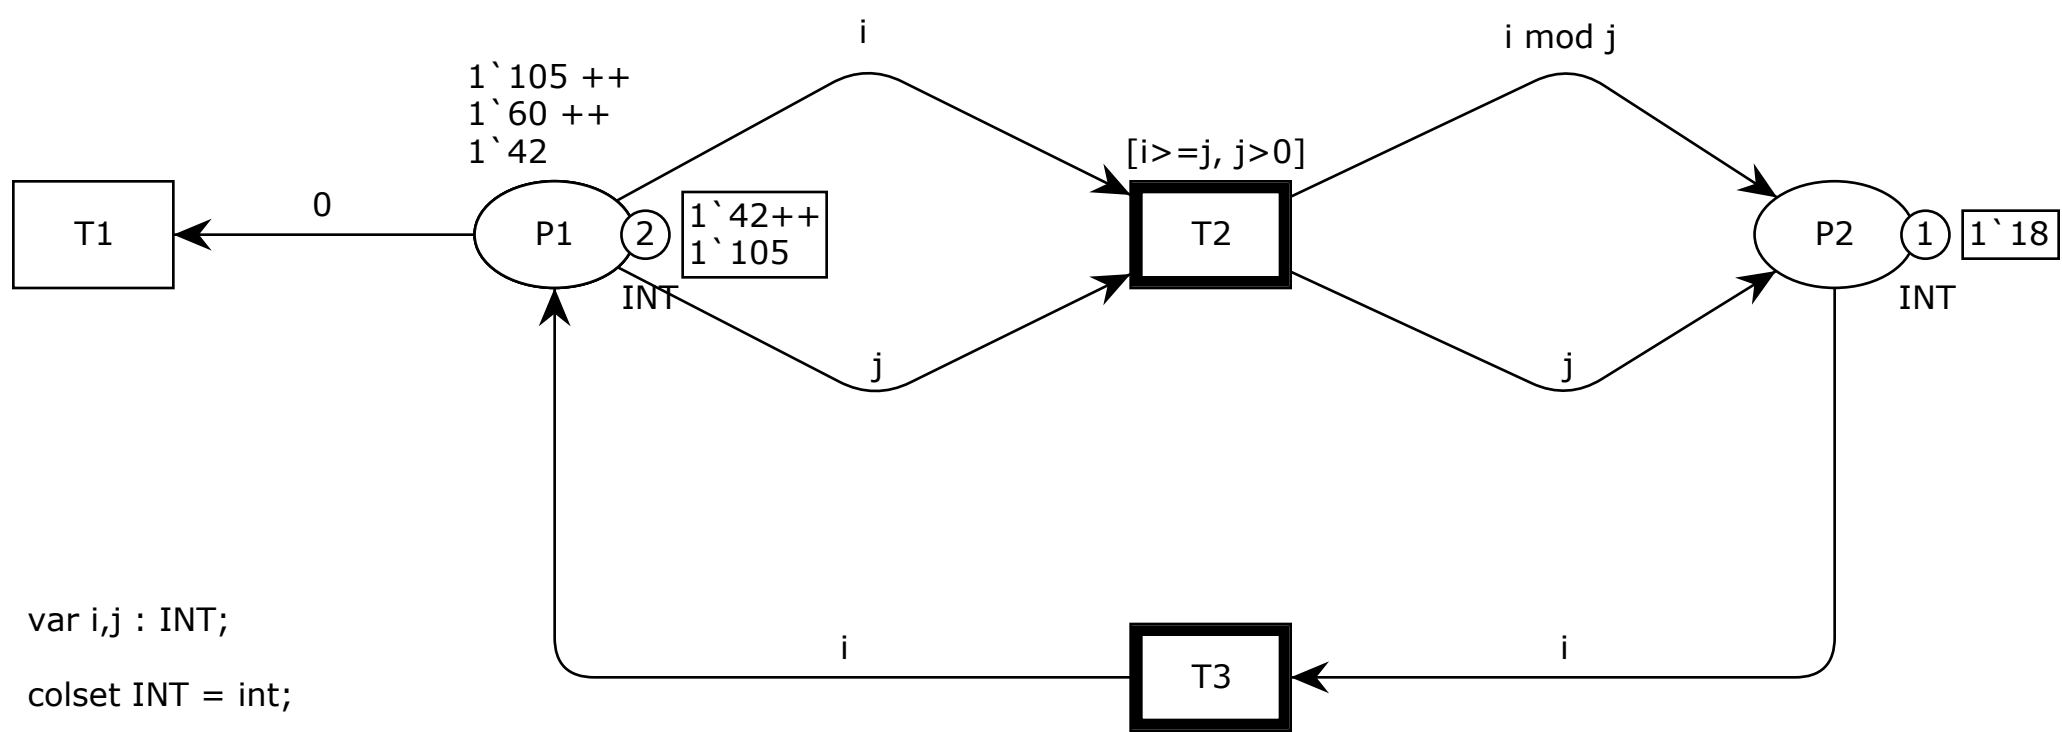 i
i mod j
1`105 ++
1`60 ++
1`42
[i>=j, j>0]
T1
0
P1
2
1`42++
1`105
INT
T2
P2
1
1`18
INT
j
j
var i,j : INT;
i
T3
i
colset INT = int;